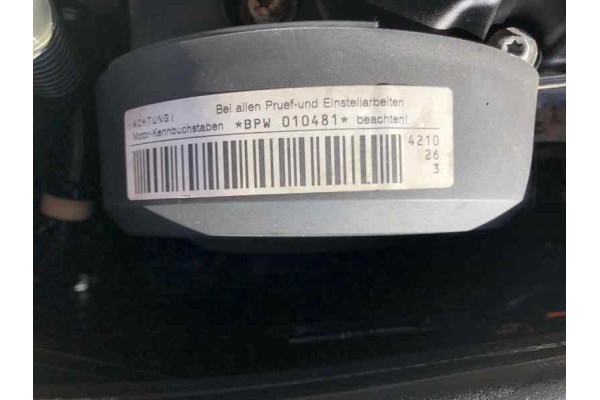 ACHTUNG! Bei allen Pruef-und Einstellarbeiten
Motor-Kennbuchstaben *BPW 010481* beachten!
4210
26
3